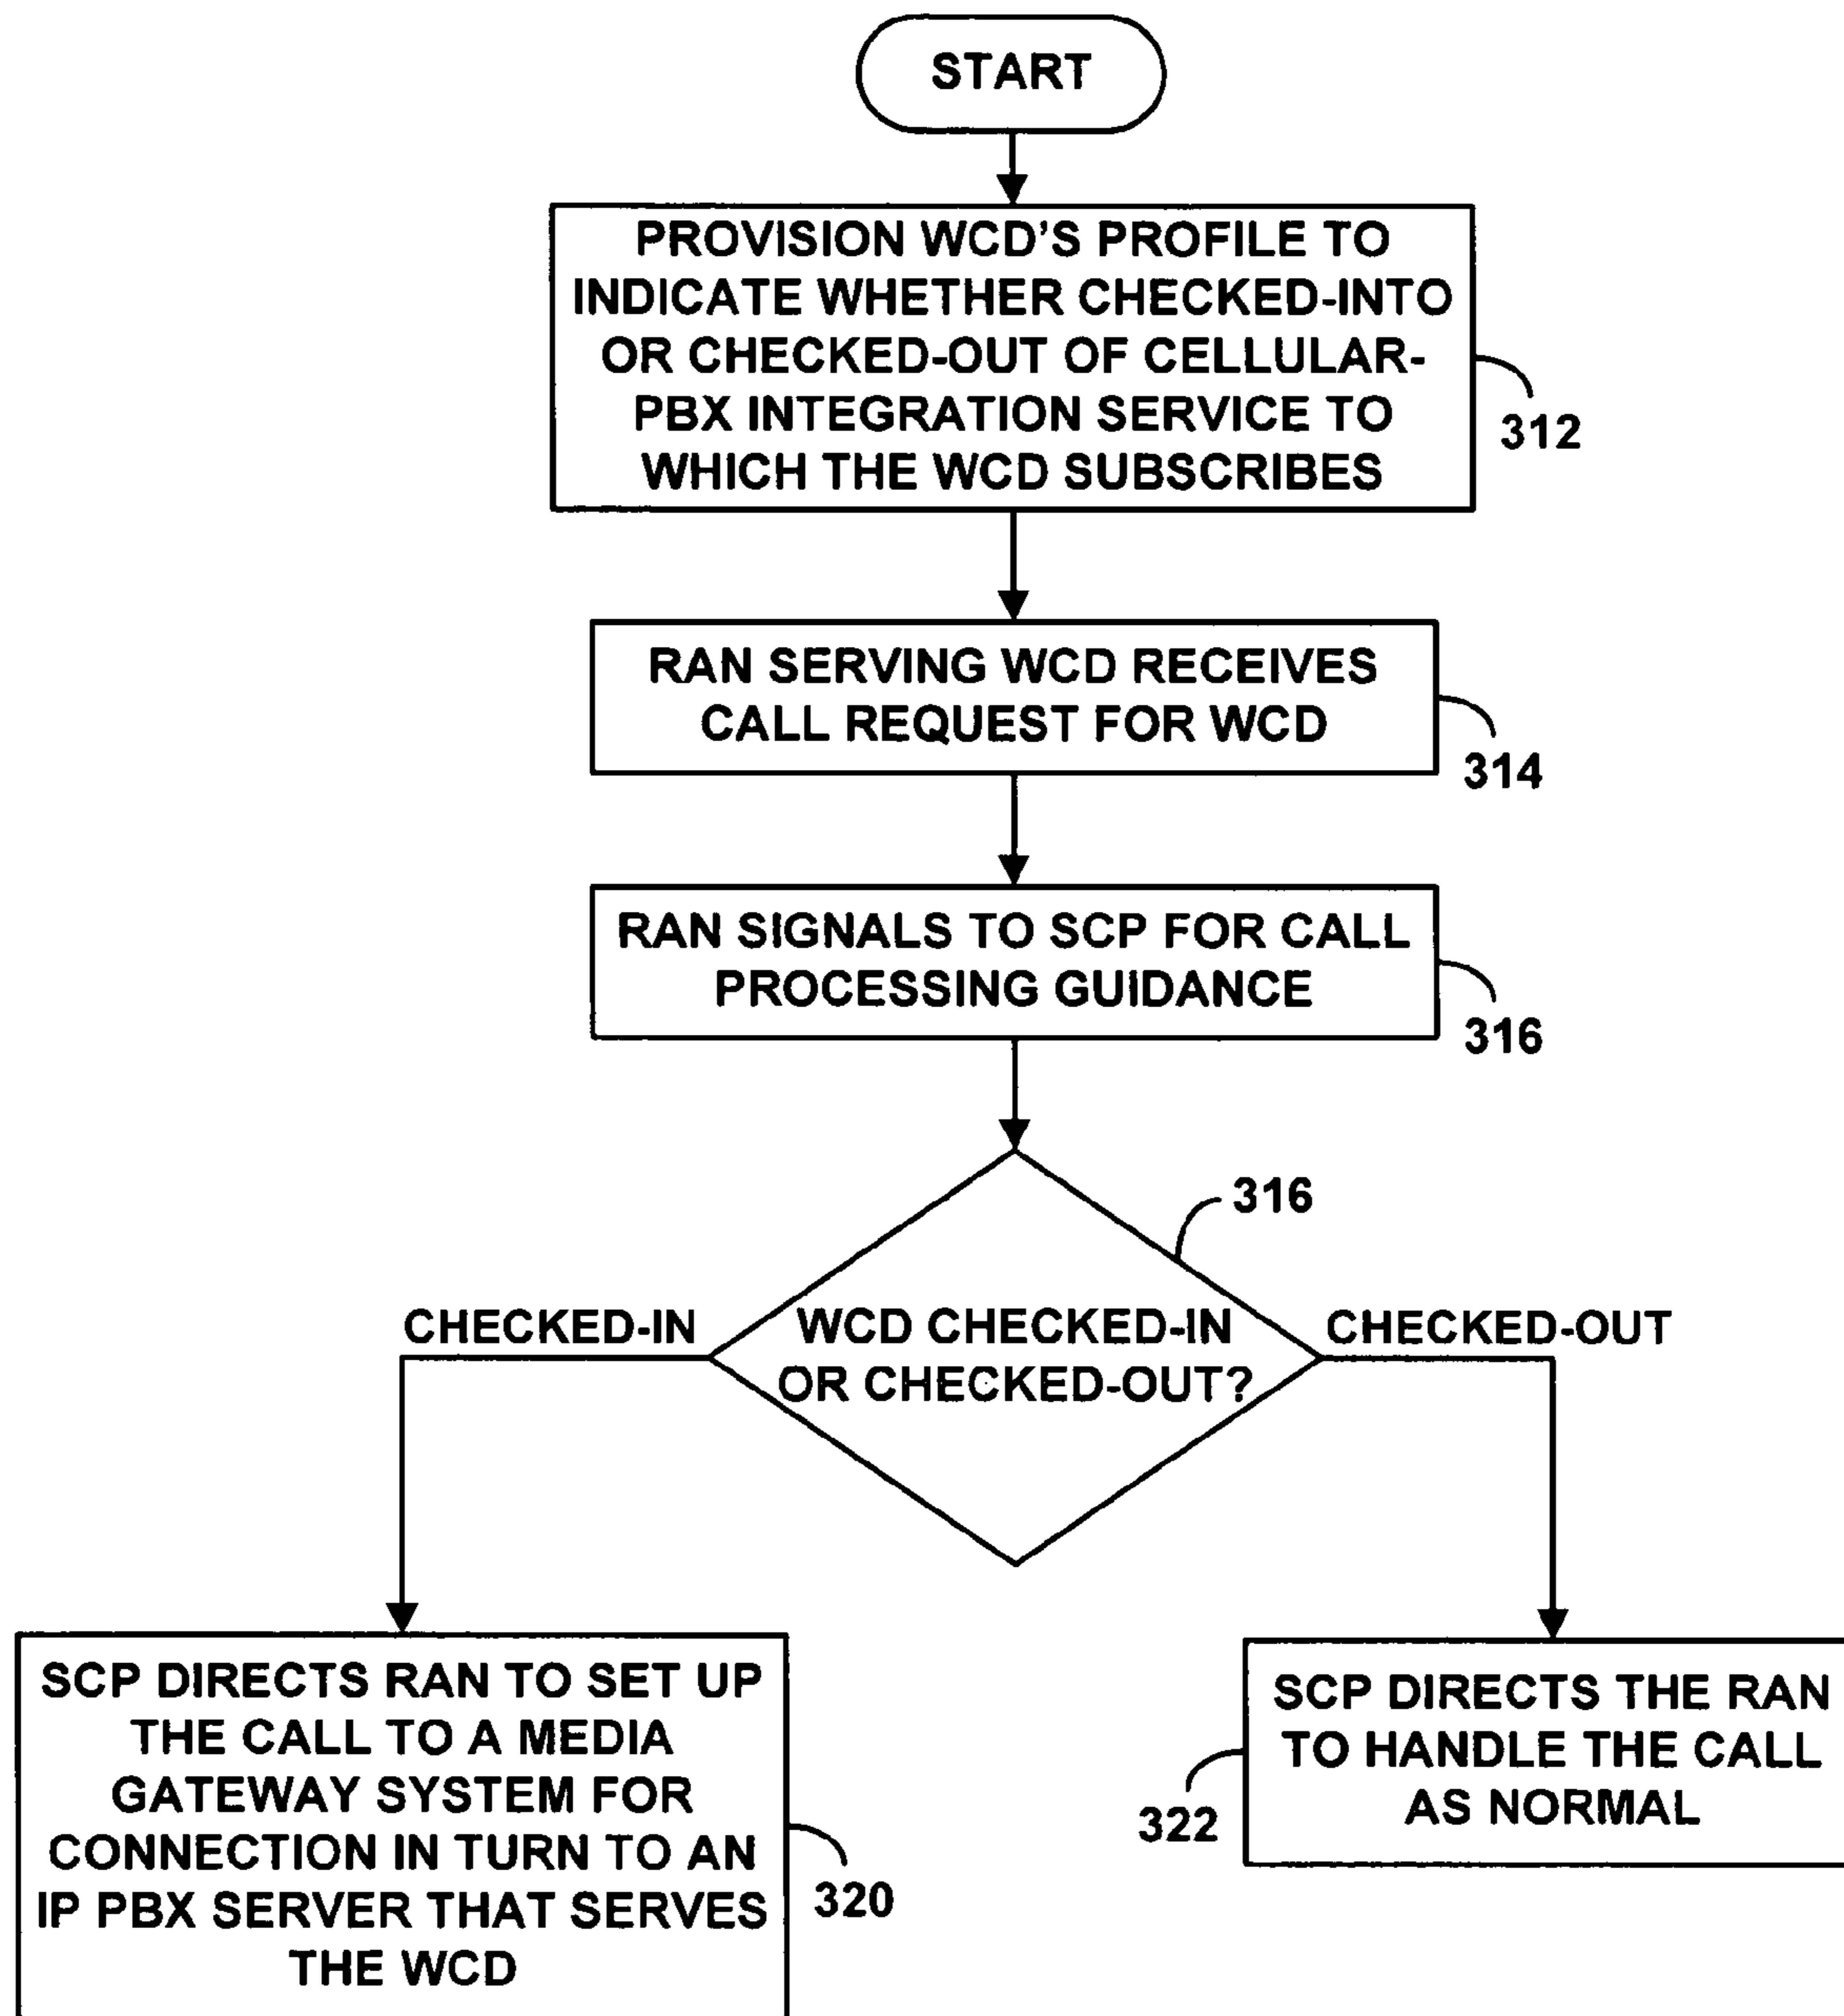 START
PROVISION WCD'S PROFILE TO
INDICATE WHETHER CHECKED-INTO
OR CHECKED-OUT OF CELLULAR-
PBX INTEGRATION SERVICE TO
WHICH THE WCD SUBSCRIBES
312
RAN SERVING WCD RECEIVES
CALL REQUEST FOR WCD
314
RAN SIGNALS TO SCP FOR CALL
PROCESSING GUIDANCE
316
316
CHECKED-IN
WCD CHECKED-IN
OR CHECKED-OUT?
CHECKED-OUT
SCP DIRECTS RAN TO SET UP
THE CALL TO A MEDIA
GATEWAY SYSTEM FOR
CONNECTION IN TURN TO AN
IP PBX SERVER THAT SERVES
THE WCD
320
SCP DIRECTS THE RAN
TO HANDLE THE CALL
AS NORMAL
322